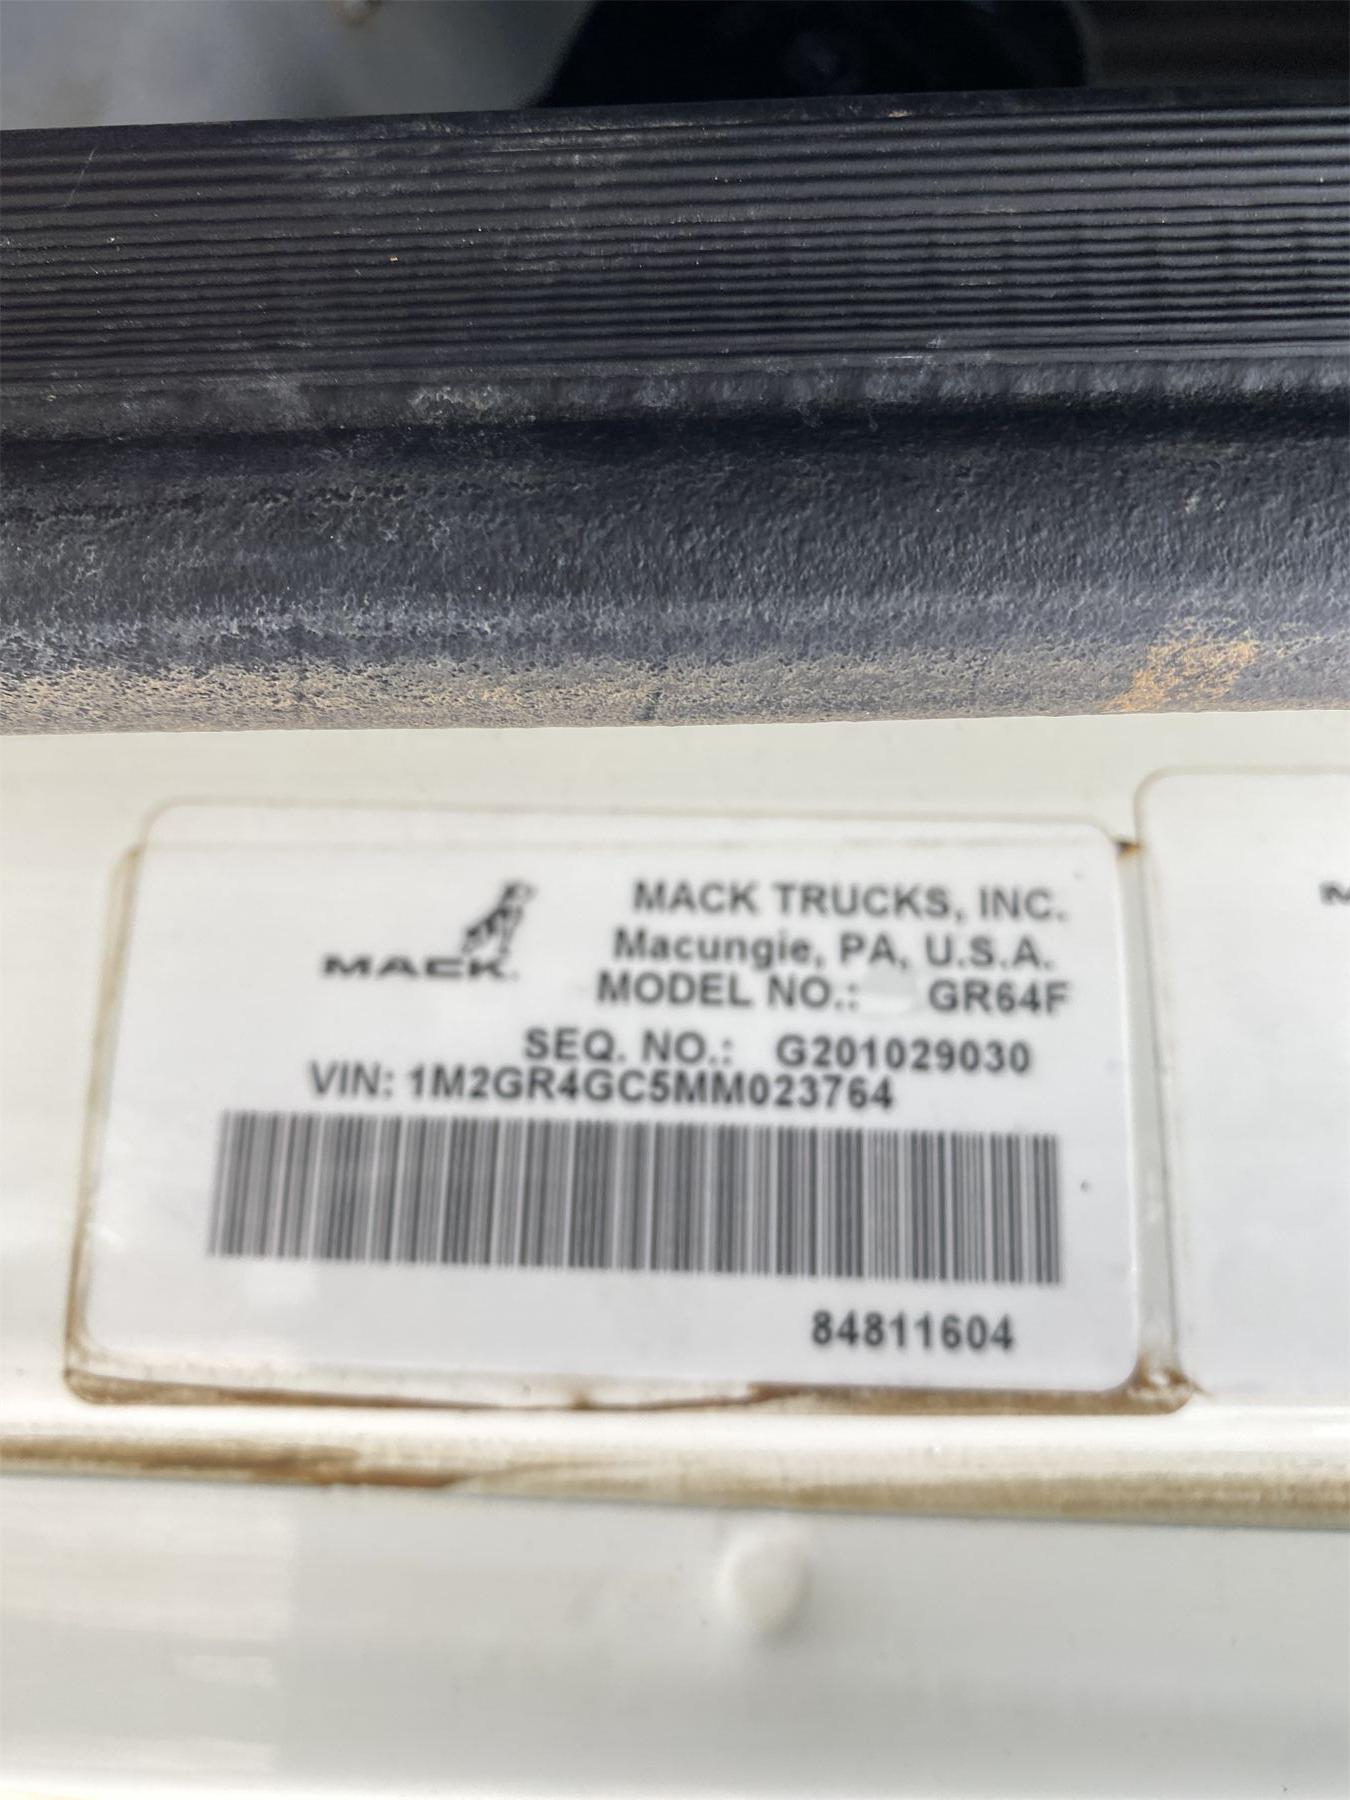 MACK
MACK TRUCKS, INC.
Macungie, PA, U.S.A.
MODEL NO.: GR64F
SEQ. NO.: G201029030
VIN: 1M2GR4GC5MM023764
84811604